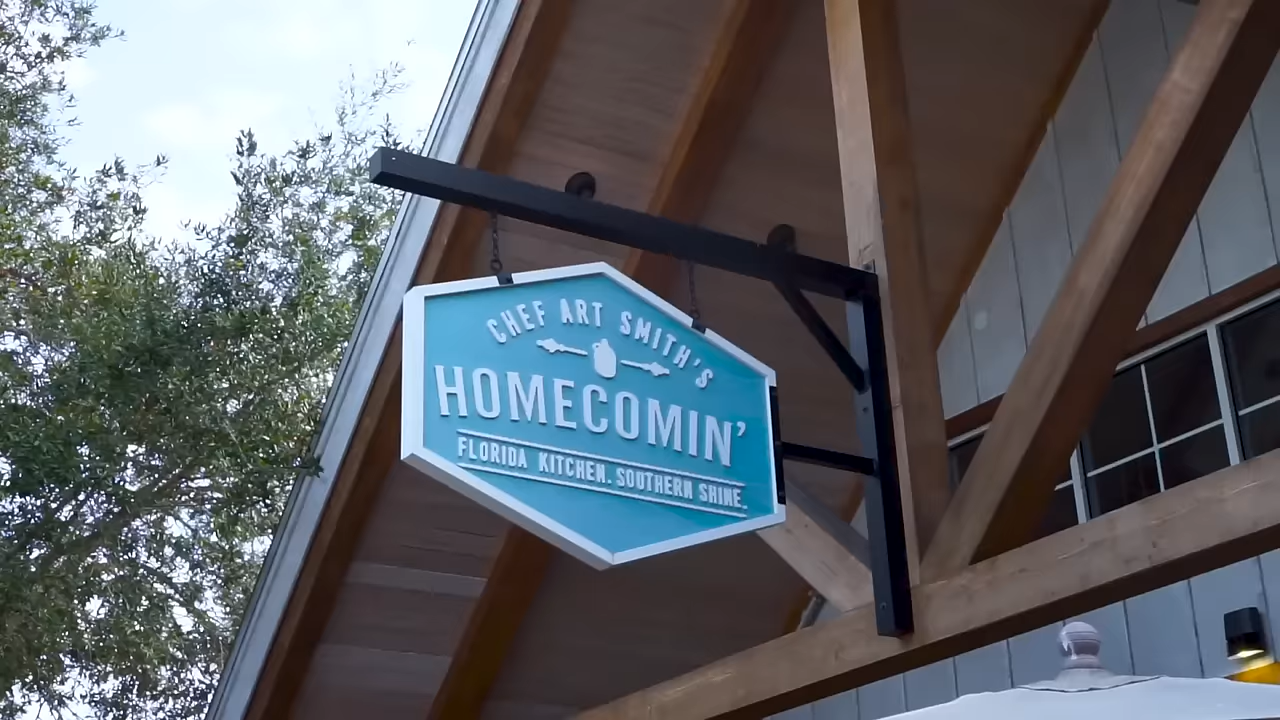 CHEF ART SMITH'S
HOMECOMIN'
FLORIDA KITCHEN. SOUTHERN SHINE.